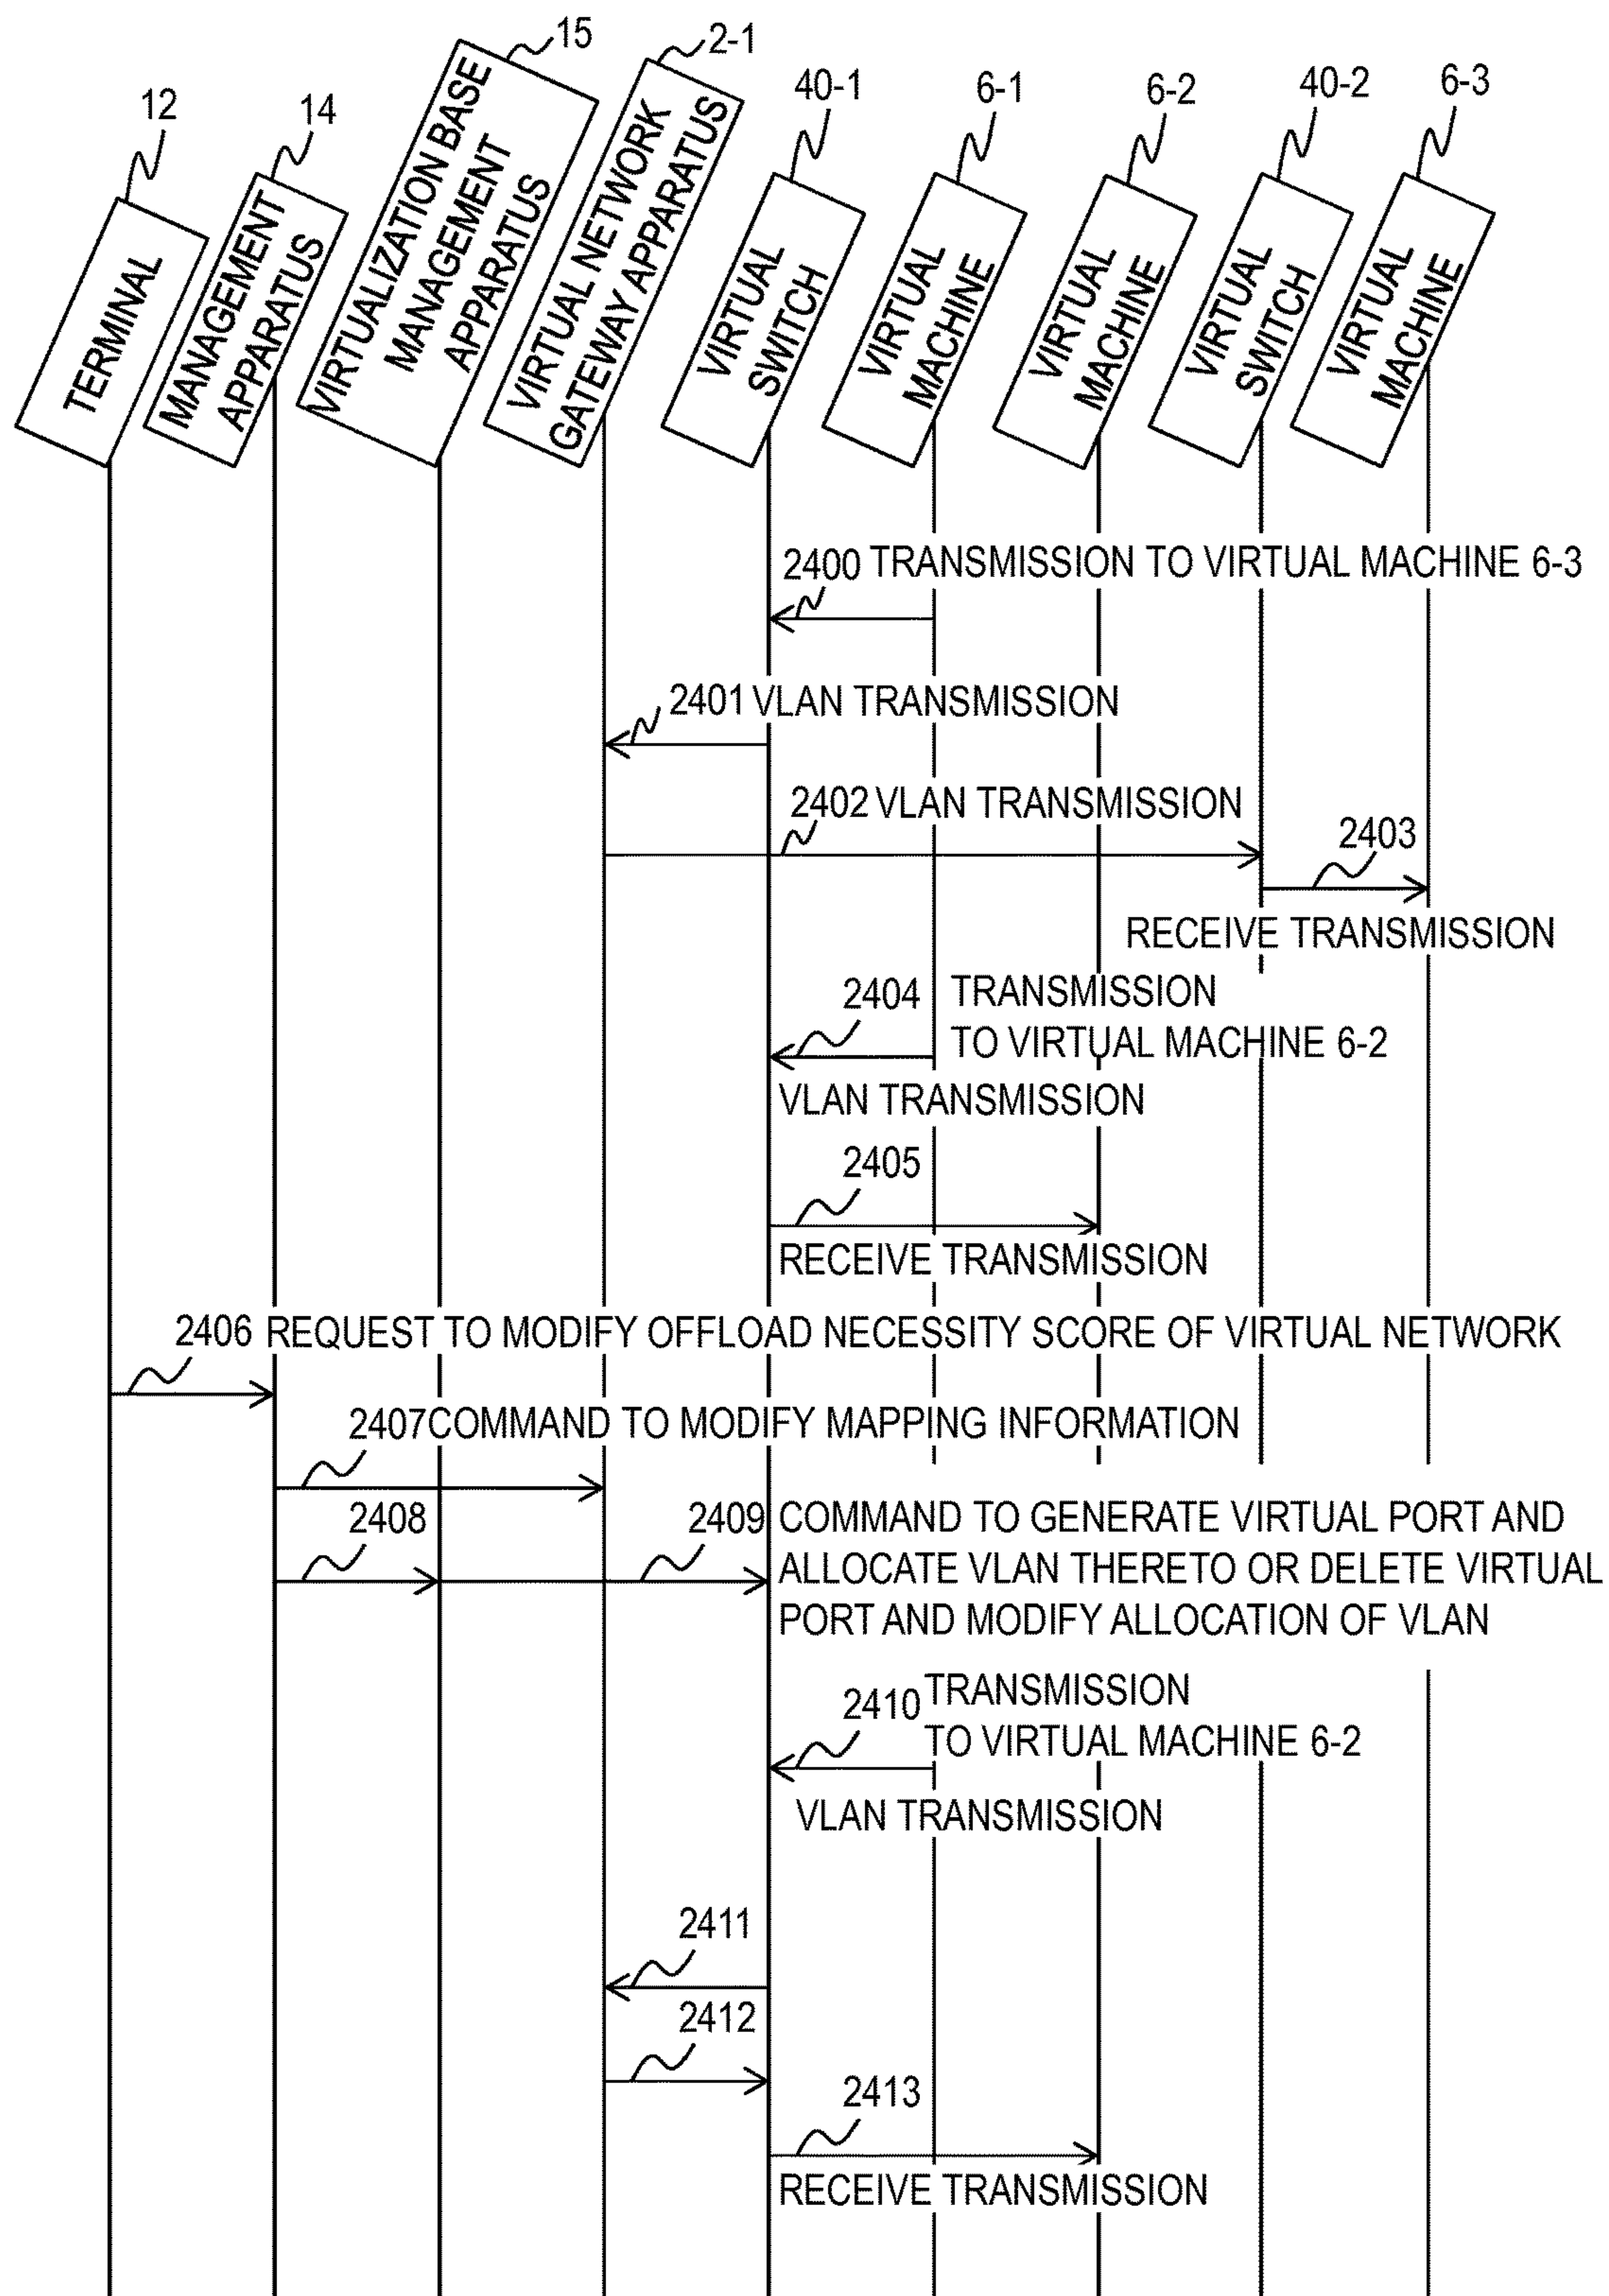 12
14
15
2-1
40-1
6-1
6-2
40-2
6-3
TERMINAL
MANAGEMENT
APPARATUS
VIRTUALIZATION BASE
MANAGEMENT
APPARATUS
VIRTUAL NETWORK
GATEWAY APPARATUS
VIRTUAL
SWITCH
VIRTUAL
MACHINE
VIRTUAL
MACHINE
VIRTUAL
SWITCH
VIRTUAL
MACHINE
2400 TRANSMISSION TO VIRTUAL MACHINE 6-3
2401 VLAN TRANSMISSION
2402 VLAN TRANSMISSION
2403
RECEIVE TRANSMISSION
2404 TRANSMISSION
TO VIRTUAL MACHINE 6-2
VLAN TRANSMISSION
2405
RECEIVE TRANSMISSION
2406 REQUEST TO MODIFY OFFLOAD NECESSITY SCORE OF VIRTUAL NETWORK
2407 COMMAND TO MODIFY MAPPING INFORMATION
2408
2409 COMMAND TO GENERATE VIRTUAL PORT AND
ALLOCATE VLAN THERETO OR DELETE VIRTUAL
PORT AND MODIFY ALLOCATION OF VLAN
2410 TRANSMISSION
TO VIRTUAL MACHINE 6-2
VLAN TRANSMISSION
2411
2412
2413
RECEIVE TRANSMISSION